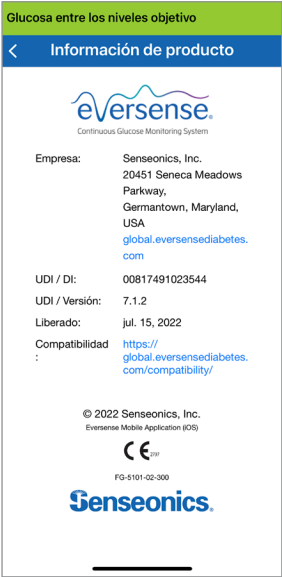 Glucosa entre los niveles objetivo
Información de producto
eversense.
Continuous Glucose Monitoring System
Empresa: Senseonics, Inc.
20451 Seneca Meadows
Parkway,
Germantown, Maryland,
USA
global.eversensediabetes.
com
UDI / DI: 00817491023544
UDI / Versión: 7.1.2
Liberado: jul. 15, 2022
Compatibilidad https://
: global.eversensediabetes.
com/compatibility/
© 2022 Senseonics, Inc.
Eversense Mobile Application (iOS)
CE 2797
FG-5101-02-300
Senseonics.